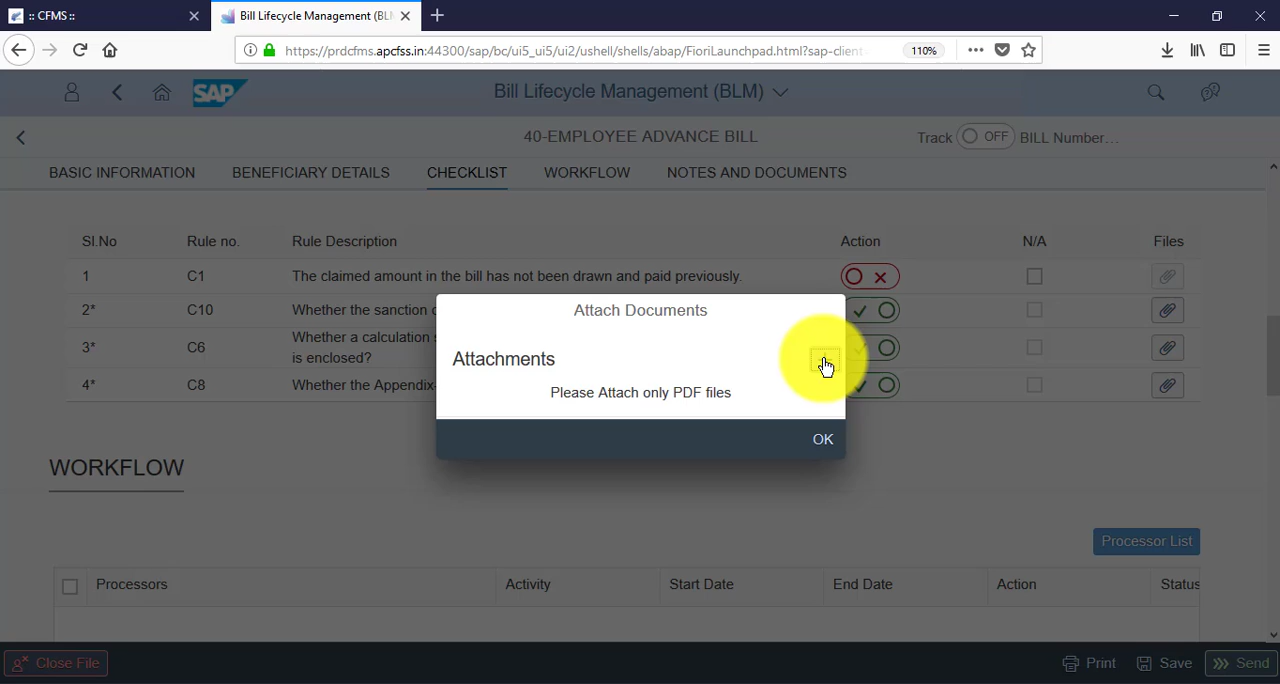 :: CFMS ::
Bill Lifecycle Management (BLM
https://prdcfms.apcfss.in:44300/sap/bc/ui5_ui5/ui2/ushell/shells/abap/FioriLaunchpad.html?sap-client
110%
SAP
Bill Lifecycle Management (BLM)
40-EMPLOYEE ADVANCE BILL
Track OFF BILL Number...
BASIC INFORMATION BENEFICIARY DETAILS CHECKLIST WORKFLOW NOTES AND DOCUMENTS
Sl.No Rule no. Rule Description Action N/A Files
1 C1 The claimed amount in the bill has not been drawn and paid previously.
2* C10 Whether the sanction
3* C6 Whether a calculation
is enclosed?
4* C8 Whether the Appendix-
Attach Documents
Attachments
Please Attach only PDF files
OK
WORKFLOW
Processor List
Processors Activity Start Date End Date Action Status
Close File Print Save Send